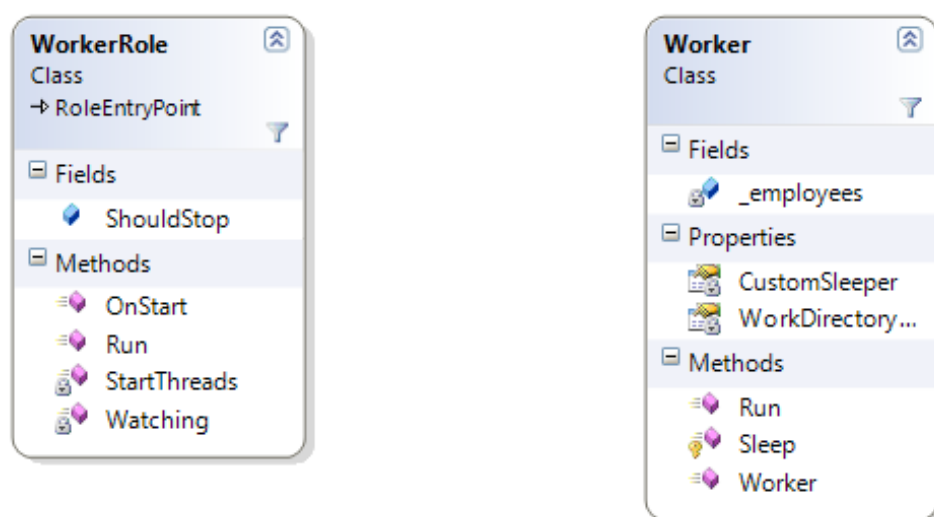 WorkerRole
Class
RoleEntryPoint
Fields
ShouldStop
Methods
OnStart
Run
StartThreads
Watching
Worker
Class
Fields
_employees
Properties
CustomSleeper
WorkDirectory...
Methods
Run
Sleep
Worker